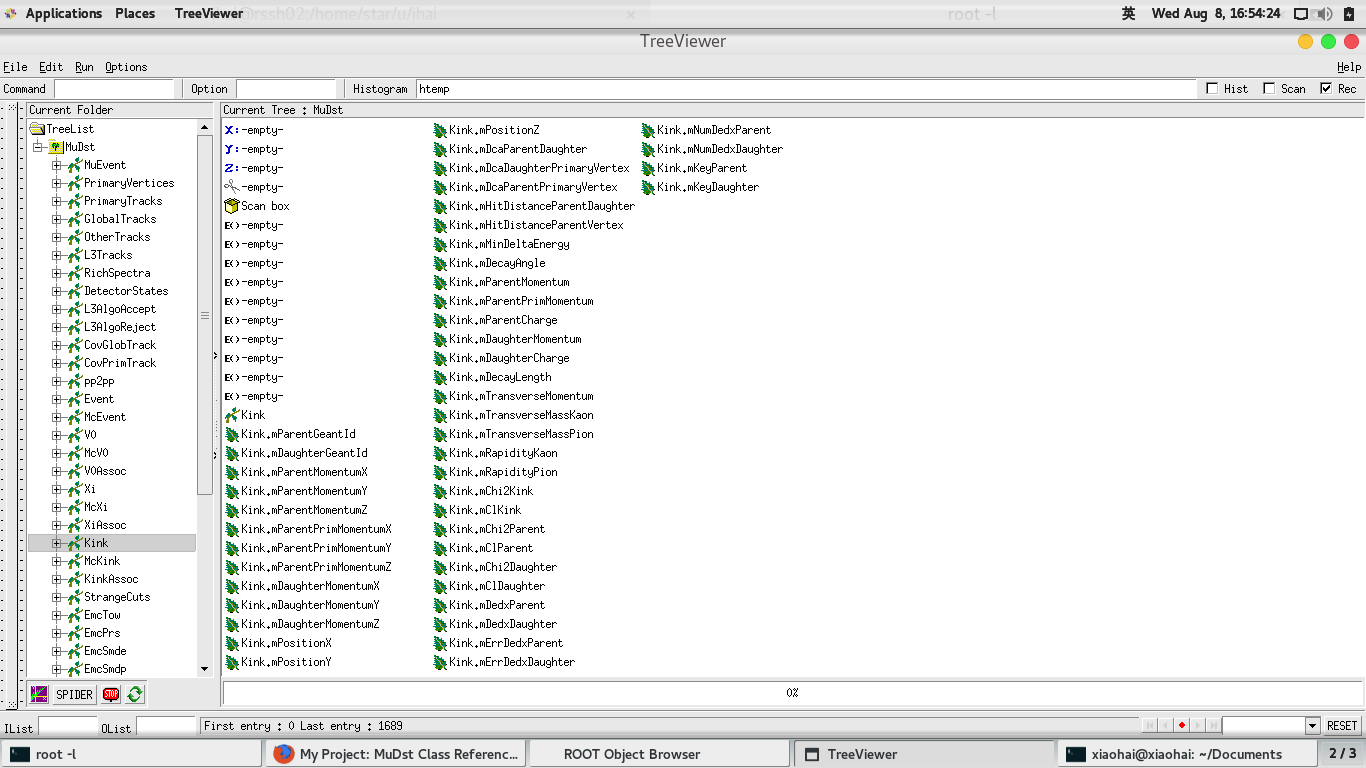 Applications Places TreeViewer 英 Wed Aug 8, 16:54:24
@rssh02:/home/star/u/jhai root -l
TreeViewer
File Edit Run Options Help
Command Option Histogram htemp Hist Scan Rec
Current Folder
TreeList
MuDst
MuEvent
PrimaryVertices
PrimaryTracks
GlobalTracks
OtherTracks
L3Tracks
RichSpectra
DetectorStates
L3AlgoAccept
L3AlgoReject
CovGlobTrack
CovPrimTrack
pp2pp
Event
McEvent
V0
McV0
V0Assoc
Xi
McXi
XiAssoc
Kink
McKink
KinkAssoc
StrangeCuts
EmcTow
EmcPrs
EmcSmde
EmcSmdp
SPIDER STOP
Current Tree : MuDst
X: -empty-
Y: -empty-
Z: -empty-
-empty-
Scan box
E() -empty-
E() -empty-
E() -empty-
E() -empty-
E() -empty-
E() -empty-
E() -empty-
E() -empty-
E() -empty-
E() -empty-
Kink
Kink.mParentGeantId
Kink.mDaughterGeantId
Kink.mParentMomentumX
Kink.mParentMomentumY
Kink.mParentMomentumZ
Kink.mParentPrimMomentumX
Kink.mParentPrimMomentumY
Kink.mParentPrimMomentumZ
Kink.mDaughterMomentumX
Kink.mDaughterMomentumY
Kink.mDaughterMomentumZ
Kink.mPositionX
Kink.mPositionY
Kink.mPositionZ
Kink.mDcaParentDaughter
Kink.mDcaDaughterPrimaryVertex
Kink.mDcaParentPrimaryVertex
Kink.mHitDistanceParentDaughter
Kink.mHitDistanceParentVertex
Kink.mMinDeltaEnergy
Kink.mDecayAngle
Kink.mParentMomentum
Kink.mParentPrimMomentum
Kink.mParentCharge
Kink.mDaughterMomentum
Kink.mDaughterCharge
Kink.mDecayLength
Kink.mTransverseMomentum
Kink.mTransverseMassKaon
Kink.mTransverseMassPion
Kink.mRapidityKaon
Kink.mRapidityPion
Kink.mChi2Kink
Kink.mClKink
Kink.mChi2Parent
Kink.mClParent
Kink.mChi2Daughter
Kink.mClDaughter
Kink.mDedxParent
Kink.mDedxDaughter
Kink.mErrDedxParent
Kink.mErrDedxDaughter
Kink.mNumDedxParent
Kink.mNumDedxDaughter
Kink.mKeyParent
Kink.mKeyDaughter
0%
IList OList First entry : 0 Last entry : 1689 RESET
root -l My Project: MuDst Class Referenc... ROOT Object Browser TreeViewer xiaohai@xiaohai: ~/Documents 2 / 3